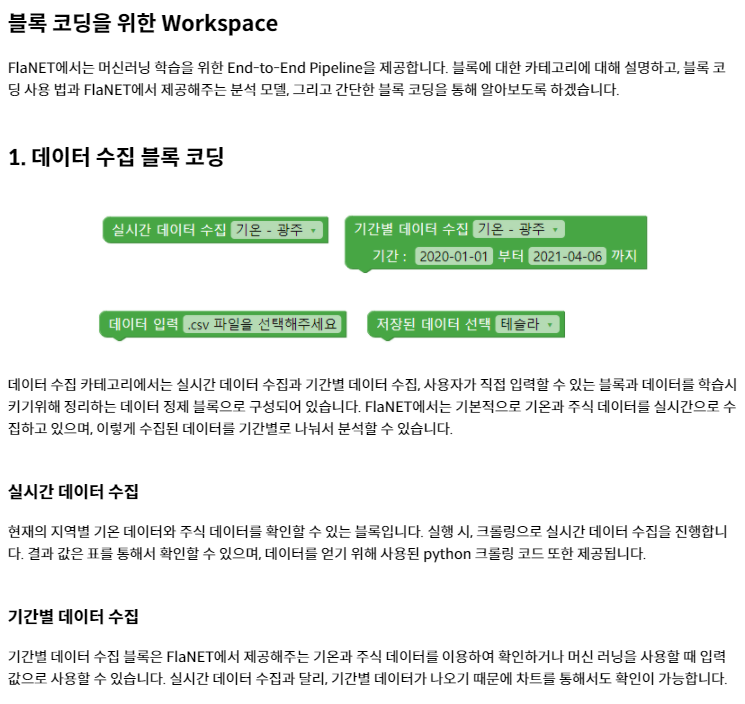 블록 코딩을 위한 Workspace
FlaNET에서는 머신러닝 학습을 위한 End-to-End Pipeline을 제공합니다. 블록에 대한 카테고리에 대해 설명하고, 블록 코
딩 사용 법과 FlaNET에서 제공해주는 분석 모델, 그리고 간단한 블록 코딩을 통해 알아보도록 하겠습니다.
1. 데이터 수집 블록 코딩
실시간 데이터 수집 기온 - 광주
기간별 데이터 수집 기온 - 광주
기간 : 2020-01-01 부터 2021-04-06 까지
데이터 입력 .csv 파일을 선택해주세요
저장된 데이터 선택 테슬라
데이터 수집 카테고리에서는 실시간 데이터 수집과 기간별 데이터 수집, 사용자가 직접 입력할 수 있는 블록과 데이터를 학습시
키기위해 정리하는 데이터 정제 블록으로 구성되어 있습니다. FlaNET에서는 기본적으로 기온과 주식 데이터를 실시간으로 수
집하고 있으며, 이렇게 수집된 데이터를 기간별로 나눠서 분석할 수 있습니다.
실시간 데이터 수집
현재의 지역별 기온 데이터와 주식 데이터를 확인할 수 있는 블록입니다. 실행 시, 크롤링으로 실시간 데이터 수집을 진행합니
다. 결과 값은 표를 통해서 확인할 수 있으며, 데이터를 얻기 위해 사용된 python 크롤링 코드 또한 제공됩니다.
기간별 데이터 수집
기간별 데이터 수집 블록은 FlaNET에서 제공해주는 기온과 주식 데이터를 이용하여 확인하거나 머신 러닝을 사용할 때 입력
값으로 사용할 수 있습니다. 실시간 데이터 수집과 달리, 기간별 데이터가 나오기 때문에 차트를 통해서도 확인이 가능합니다.